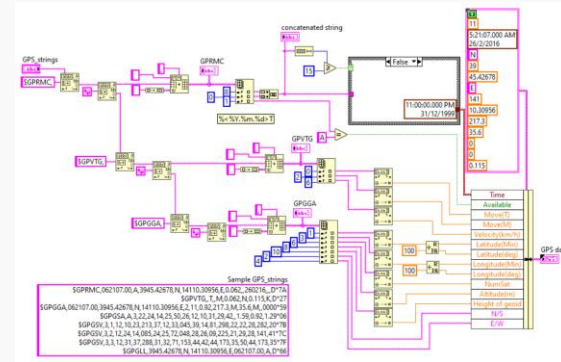 concatenated string
GPS_strings
GPRMC
$GPRMC,
15
False
11:00:00.000 PM
31/12/1999
%<%Y.%m.%d>T
A
GPVTG
$GPVTG,
GPGGA
$GPGGA,
100
100
11
5:21:07.000 AM
26/2/2016
N
39
45.42678
E
141
10.30956
217.3
35.6
0
0
0.115
Time
Available
Move(T)
Move(M)
Velocity(km/h)
Latitude(Min)
Latitude(deg)
Longitude(Min)
Longitude(deg)
NumSat
Altitude(m)
Height of geoid
N/S
E/W
GPS da
Sample GPS_strings
$GPRMC,062107.00,A,3945.42678,N,14110.30956,E,0.062,,260216,,,D*7A
$GPVTG,,T,,M,0.062,N,0.115,K,D*27
$GPGGA,062107.00,3945.42678,N,14110.30956,E,2,11,0.92,217.3,M,35.6,M,,0000*59
$GPGSA,A,3,22,24,14,25,50,26,12,10,31,29,42,,1.59,0.92,1.29*06
$GPGSV,3,1,12,10,23,213,37,12,33,045,39,14,81,298,22,22,28,282,20*7B
$GPGSV,3,2,12,24,14,085,24,25,72,048,28,26,09,225,21,29,28,141,41*7C
$GPGSV,3,3,12,31,37,288,31,32,71,153,44,42,44,173,35,50,44,173,35*7F
$GPGLL,3945.42678,N,14110.30956,E,062107.00,A,D*66